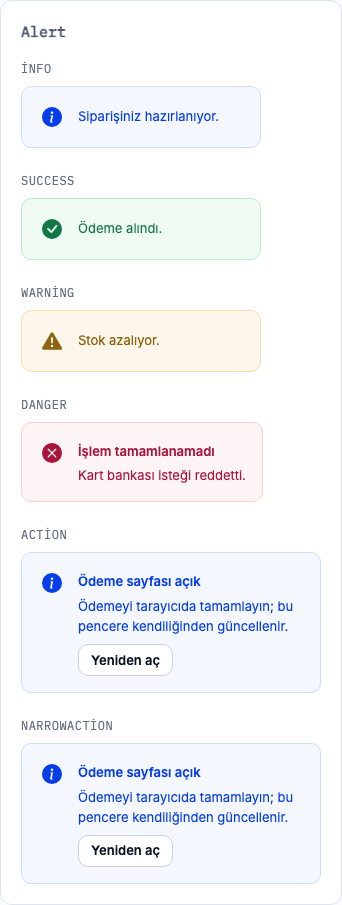 Alert
İNFO
Siparişiniz hazırlanıyor.
SUCCESS
Ödeme alındı.
WARNİNG
Stok azalıyor.
DANGER
İşlem tamamlanamadı
Kart bankası isteği reddetti.
ACTİON
Ödeme sayfası açık
Ödemeyi tarayıcıda tamamlayın; bu
pencere kendiliğinden güncellenir.
Yeniden aç
NARROWACTİON
Ödeme sayfası açık
Ödemeyi tarayıcıda tamamlayın; bu
pencere kendiliğinden güncellenir.
Yeniden aç